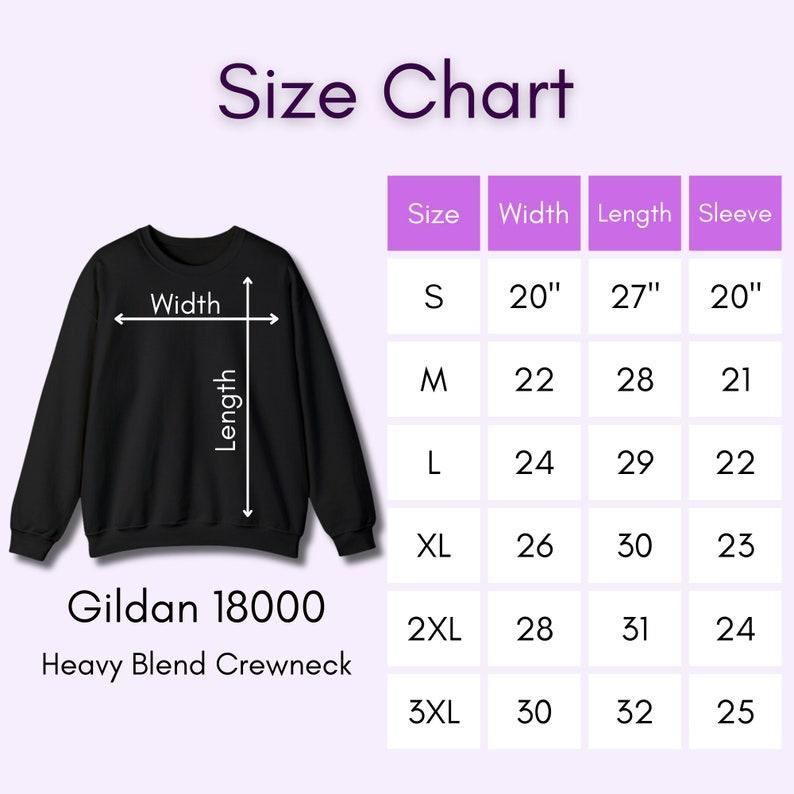 Size Chart
Size Width Length Sleeve
S 20" 27" 20"
M 22 28 21
L 24 29 22
XL 26 30 23
2XL 28 31 24
3XL 30 32 25
Width
Length
Gildan 18000
Heavy Blend Crewneck